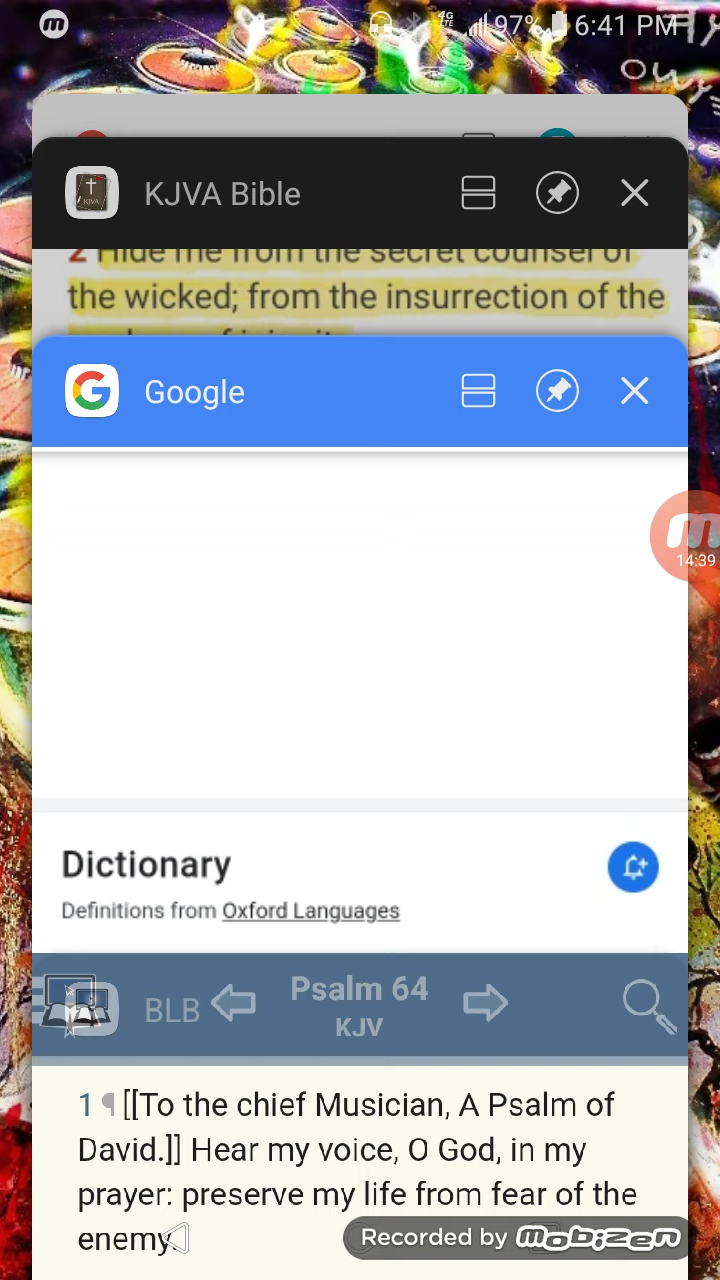 4G
LTE
97%
6:41 PM
KJVA
KJVA Bible
2 Hide me from the secret counsel of
the wicked; from the insurrection of the
Google
14:39
Dictionary
Definitions from Oxford Languages
BLB
Psalm 64
KJV
1 ¶ [[To the chief Musician, A Psalm of
David.]] Hear my voice, O God, in my
prayer: preserve my life from fear of the
enemy.
Recorded by mobizen